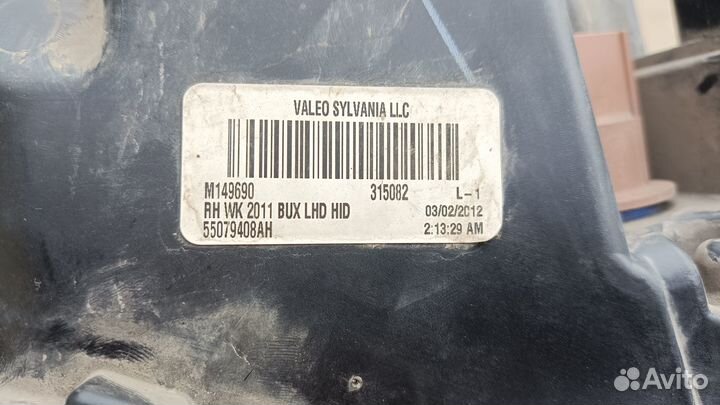 VALEO SYLVANIA LLC
M149690 315082 L-1
RH WK 2011 BUX LHD HID 03/02/2012
55079408AH 2:13:29 AM
Avito